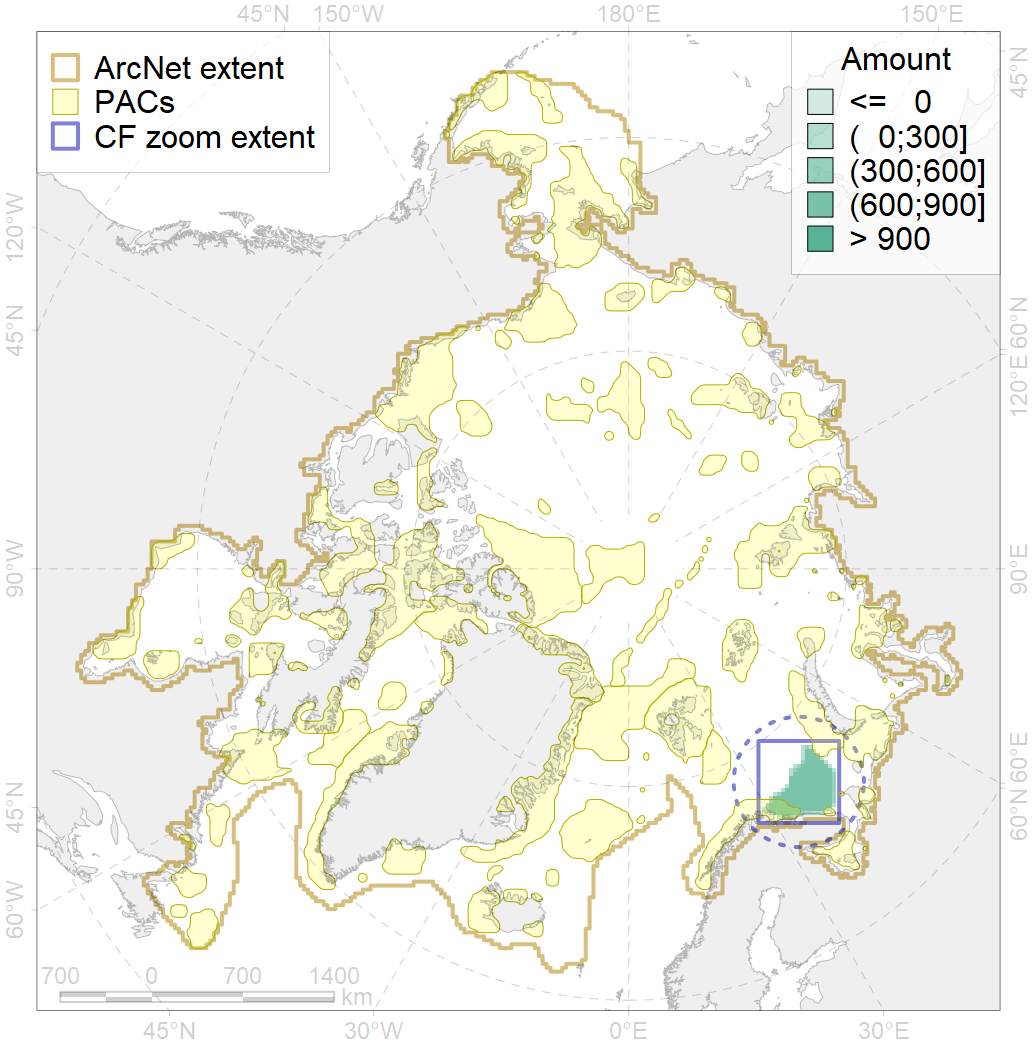 45°N 150°W 180°E 150°E
ArcNet extent
PACs
CF zoom extent
Amount
<= 0
( 0;300]
(300;600]
(600;900]
> 900
45°N
120°W
45°N
60°N
120°E
90°W
90°E
45°N
60°E
60°N
60°W
700 0 700 1400
km
45°N 30°W 0°E 30°E